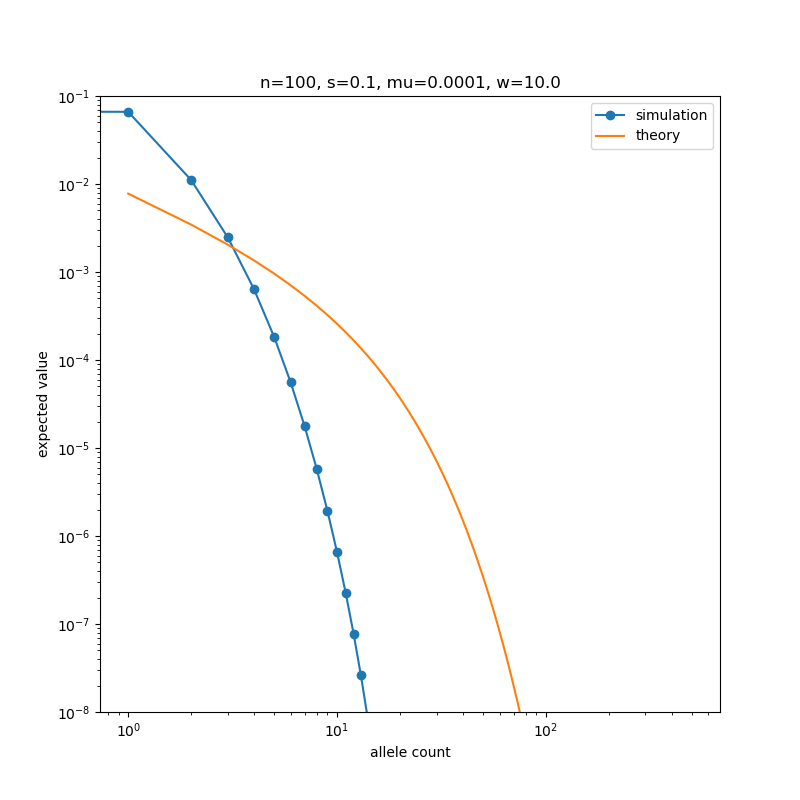 n=100, s=0.1, mu=0.0001, w=10.0
simulation
theory
10⁻¹
10⁻²
10⁻³
10⁻⁴
10⁻⁵
10⁻⁶
10⁻⁷
10⁻⁸
expected value
10⁰
10¹
10²
allele count